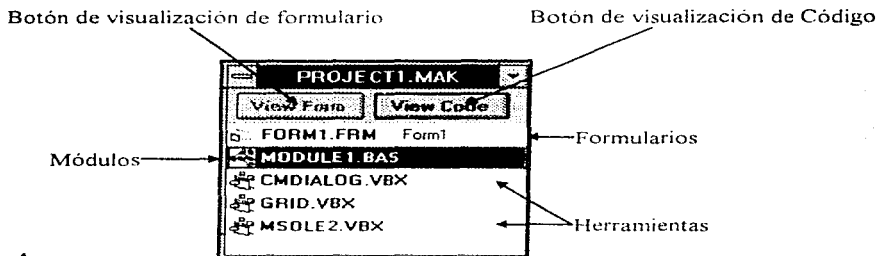 Botón de visualización de formulario
Botón de visualización de Código
PROJECT1.MAK
View Form
View Code
FORM1.FRM Form1
Formularios
Módulos
MODULE1.BAS
CMDIALOG.VBX
GRID.VBX
MSOLE2.VBX
Herramientas